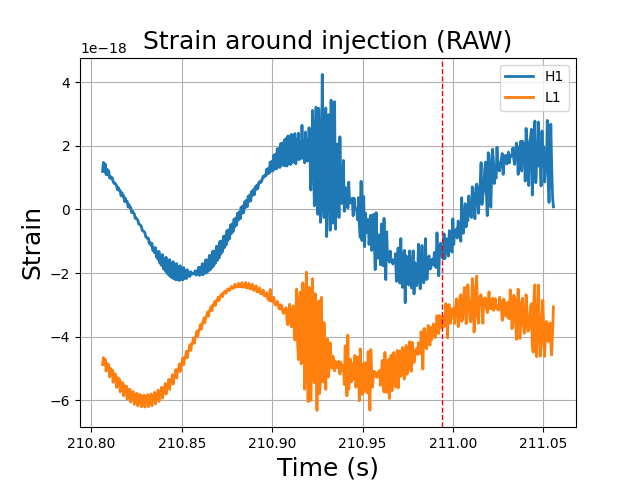 Strain around injection (RAW)
1e−18
H1
L1
4
2
0
−2
−4
−6
Strain
210.80 210.85 210.90 210.95 211.00 211.05
Time (s)